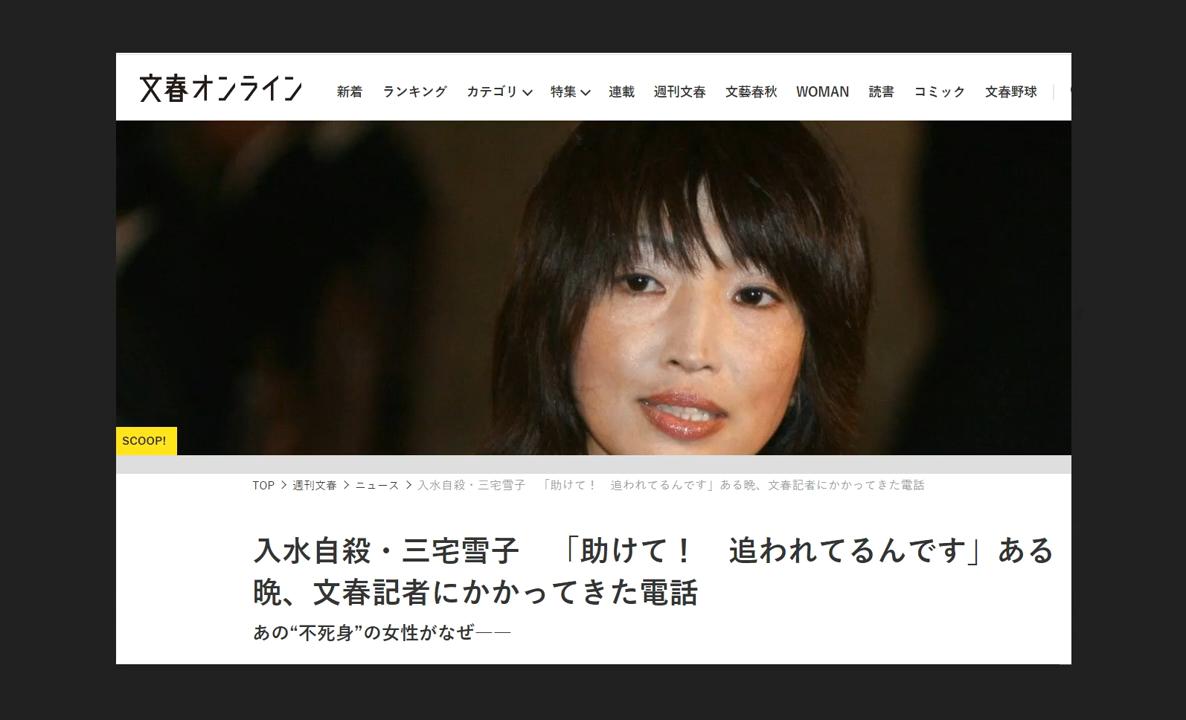 文春オンライン
新着 ランキング カテゴリ 特集 連載 週刊文春 文藝春秋 WOMAN 読書 コミック 文春野球
SCOOP!
TOP > 週刊文春 > ニュース > 入水自殺・三宅雪子 「助けて！ 追われてるんです」ある晩、文春記者にかかってきた電話
入水自殺・三宅雪子 「助けて！ 追われてるんです」ある
晩、文春記者にかかってきた電話
あの“不死身”の女性がなぜ――